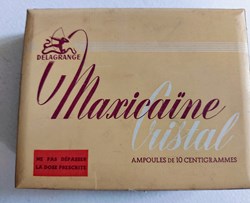 DELAGRANGE
Maxicaïne
Cristal
AMPOULES DE 10 CENTIGRAMMES
NE PAS DÉPASSER
LA DOSE PRESCRITE